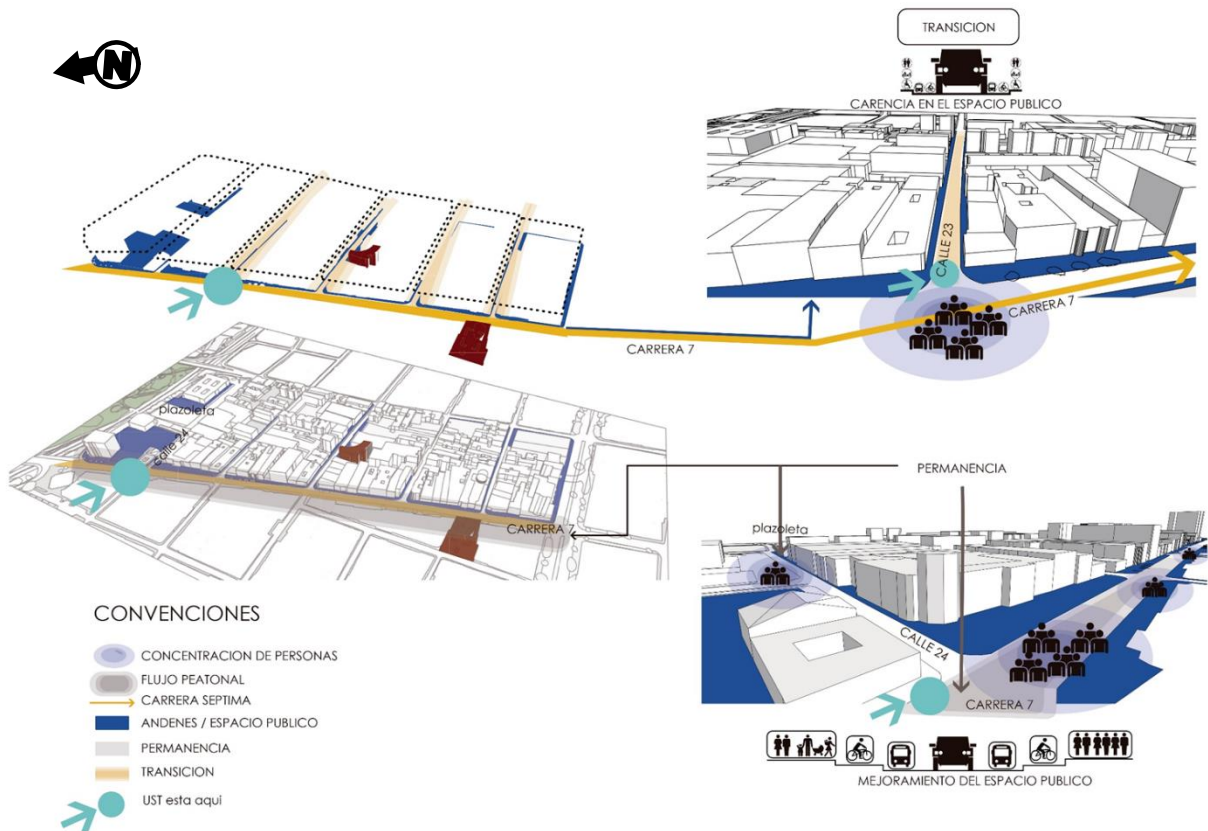 N
TRANSICION
CARENCIA EN EL ESPACIO PUBLICO
CALLE 23
CARRERA 7
CARRERA 7
plazoleta
calle 24
CARRERA 7
PERMANENCIA
plazoleta
CALLE 24
CARRERA 7
MEJORAMIENTO DEL ESPACIO PUBLICO
CONVENCIONES
CONCENTRACION DE PERSONAS
FLUJO PEATONAL
CARRERA SEPTIMA
ANDENES / ESPACIO PUBLICO
PERMANENCIA
TRANSICION
UST esta aqui